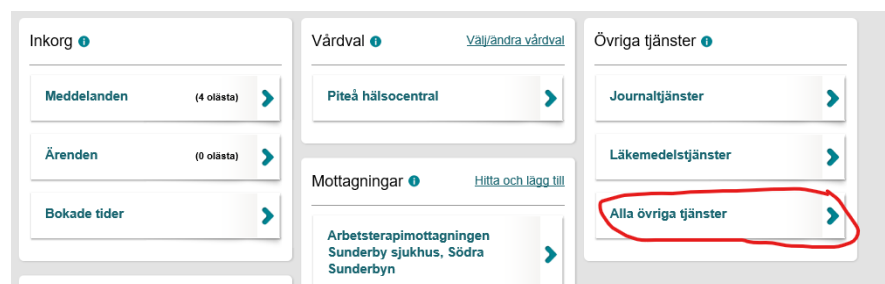 Inkorg
Meddelanden (4 olästa)
Ärenden (0 olästa)
Bokade tider
Vårdval Välj/ändra vårdval
Piteå hälsocentral
Mottagningar Hitta och lägg till
Arbetsterapimottagningen
Sunderby sjukhus, Södra
Sunderbyn
Övriga tjänster
Journaltjänster
Läkemedelstjänster
Alla övriga tjänster